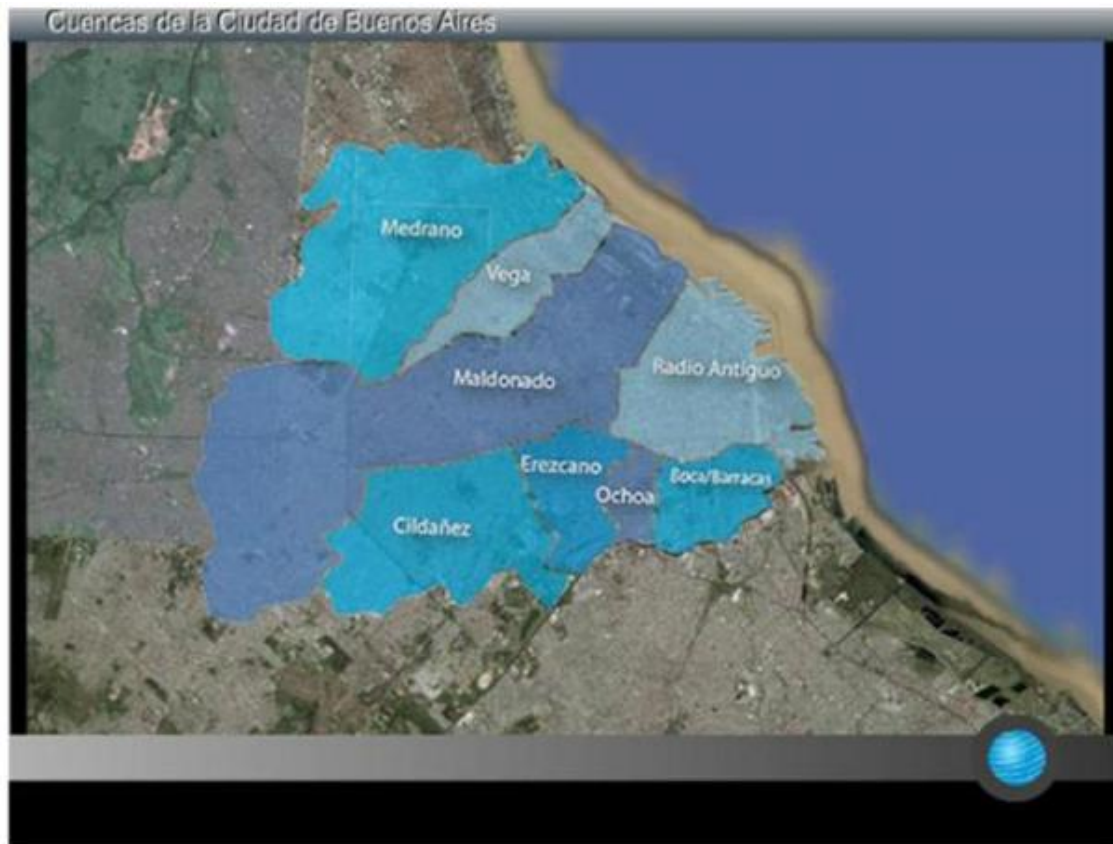 Cuencas de la Ciudad de Buenos Aires
Medrano
Vega
Maldonado
Radio Antiguo
Erezcano
Boca/Barracas
Ochoa
Cildañez